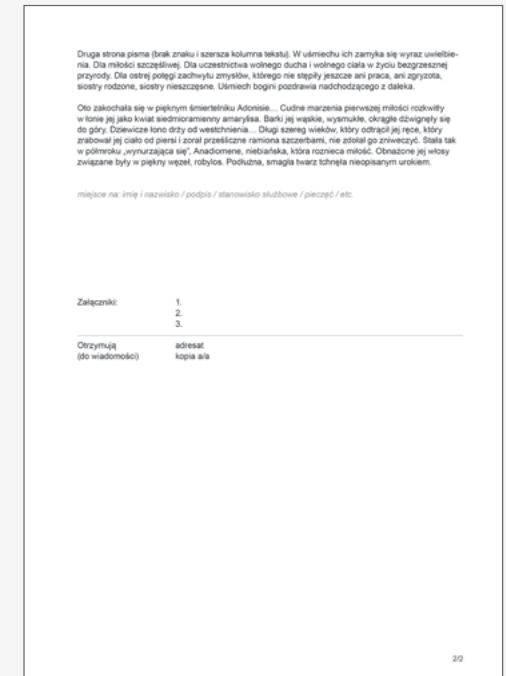 Druga strona pisma (brak znaku i szersza kolumna tekstu). W uśmiechu ich zamyka się wyraz uwielbie-
nia. Dla miłości szczęśliwej. Dla uczestnictwa wolnego ducha i wolnego ciała w życiu bezgrzesznej
przyrody. Dla ostrej potęgi zachwytu zmysłów, którego nie stępiły jeszcze ani praca, ani zgryzota,
siostry rodzone, siostry nieszczęsne. Uśmiech bogini pozdrawia nadchodzącego z daleka.
Oto zakochała się w pięknym śmiertelniku Adonisie... Cudne marzenia pierwszej miłości rozkwitły
w łonie jej jako kwiat siedmioramienny amarylisa. Barki jej wąskie, wysmukłe, okrągłe dźwignęły się
do góry. Dziewicze łono drży od westchnienia... Długi szereg wieków, który odtrącił jej ręce, który
zrabował jej ciało od piersi i zorał prześliczne ramiona szczerbami, nie zdołał go zniweczyć. Stała tak
w półmroku „wynurzająca się”, Anadiomene, niebiańska, która roznieca miłość. Obnażone jej włosy
związane były w piękny węzeł, robylos. Podłużna, smagła twarz tchnęła nieopisanym urokiem.
miejsce na: imię i nazwisko / podpis / stanowisko służbowe / pieczęć / etc.
Załączniki: 1.
2.
3.
Otrzymują adresat
(do wiadomości) kopia a/a
2/2